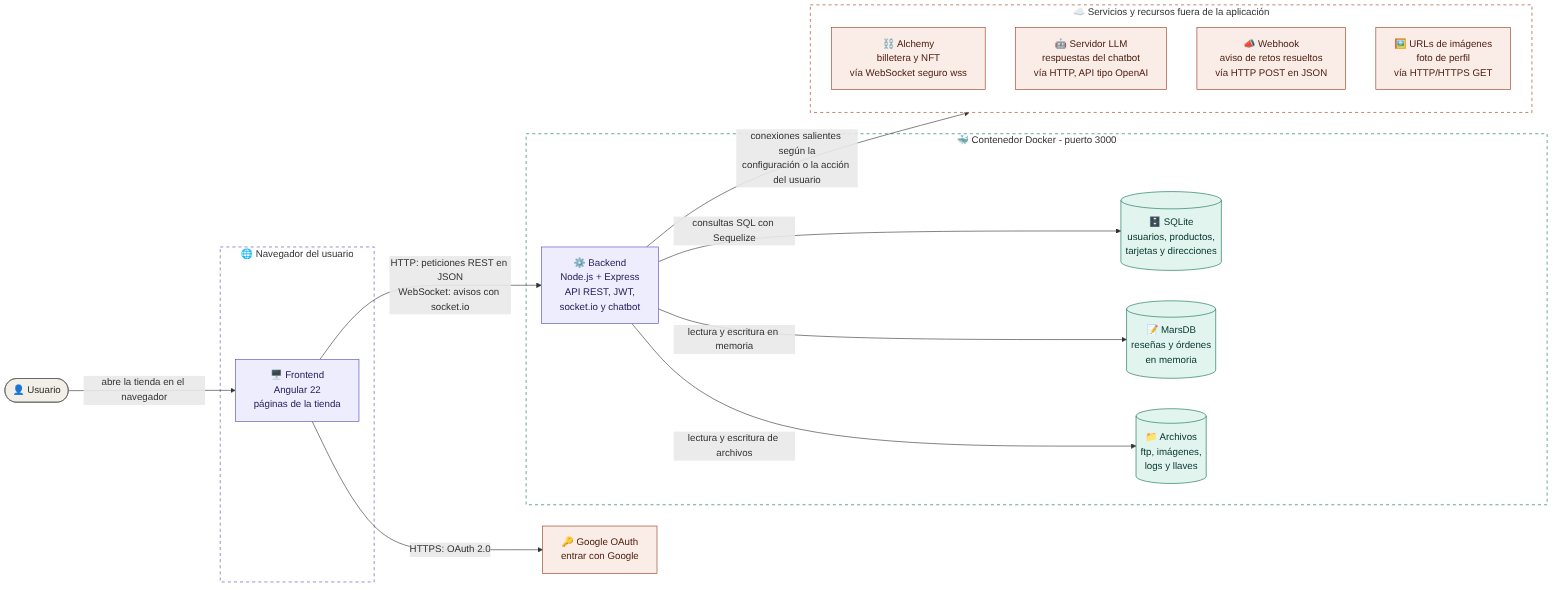 ☁️ Servicios y recursos fuera de la aplicación
⛓️ Alchemy
billetera y NFT
vía WebSocket seguro wss
🤖 Servidor LLM
respuestas del chatbot
vía HTTP, API tipo OpenAI
📣 Webhook
aviso de retos resueltos
vía HTTP POST en JSON
🖼️ URLs de imágenes
foto de perfil
vía HTTP/HTTPS GET
conexiones salientes
según la
configuración o la acción
del usuario
🐳 Contenedor Docker - puerto 3000
consultas SQL con
Sequelize
🗄️ SQLite
usuarios, productos,
tarjetas y direcciones
🌐 Navegador del usuario
HTTP: peticiones REST en
JSON
WebSocket: avisos con
socket.io
⚙️ Backend
Node.js + Express
API REST, JWT,
socket.io y chatbot
lectura y escritura en
memoria
📝 MarsDB
reseñas y órdenes
en memoria
👤 Usuario
abre la tienda en el
navegador
🖥️ Frontend
Angular 22
páginas de la tienda
lectura y escritura de
archivos
📁 Archivos
ftp, imágenes,
logs y llaves
HTTPS: OAuth 2.0
🔑 Google OAuth
entrar con Google